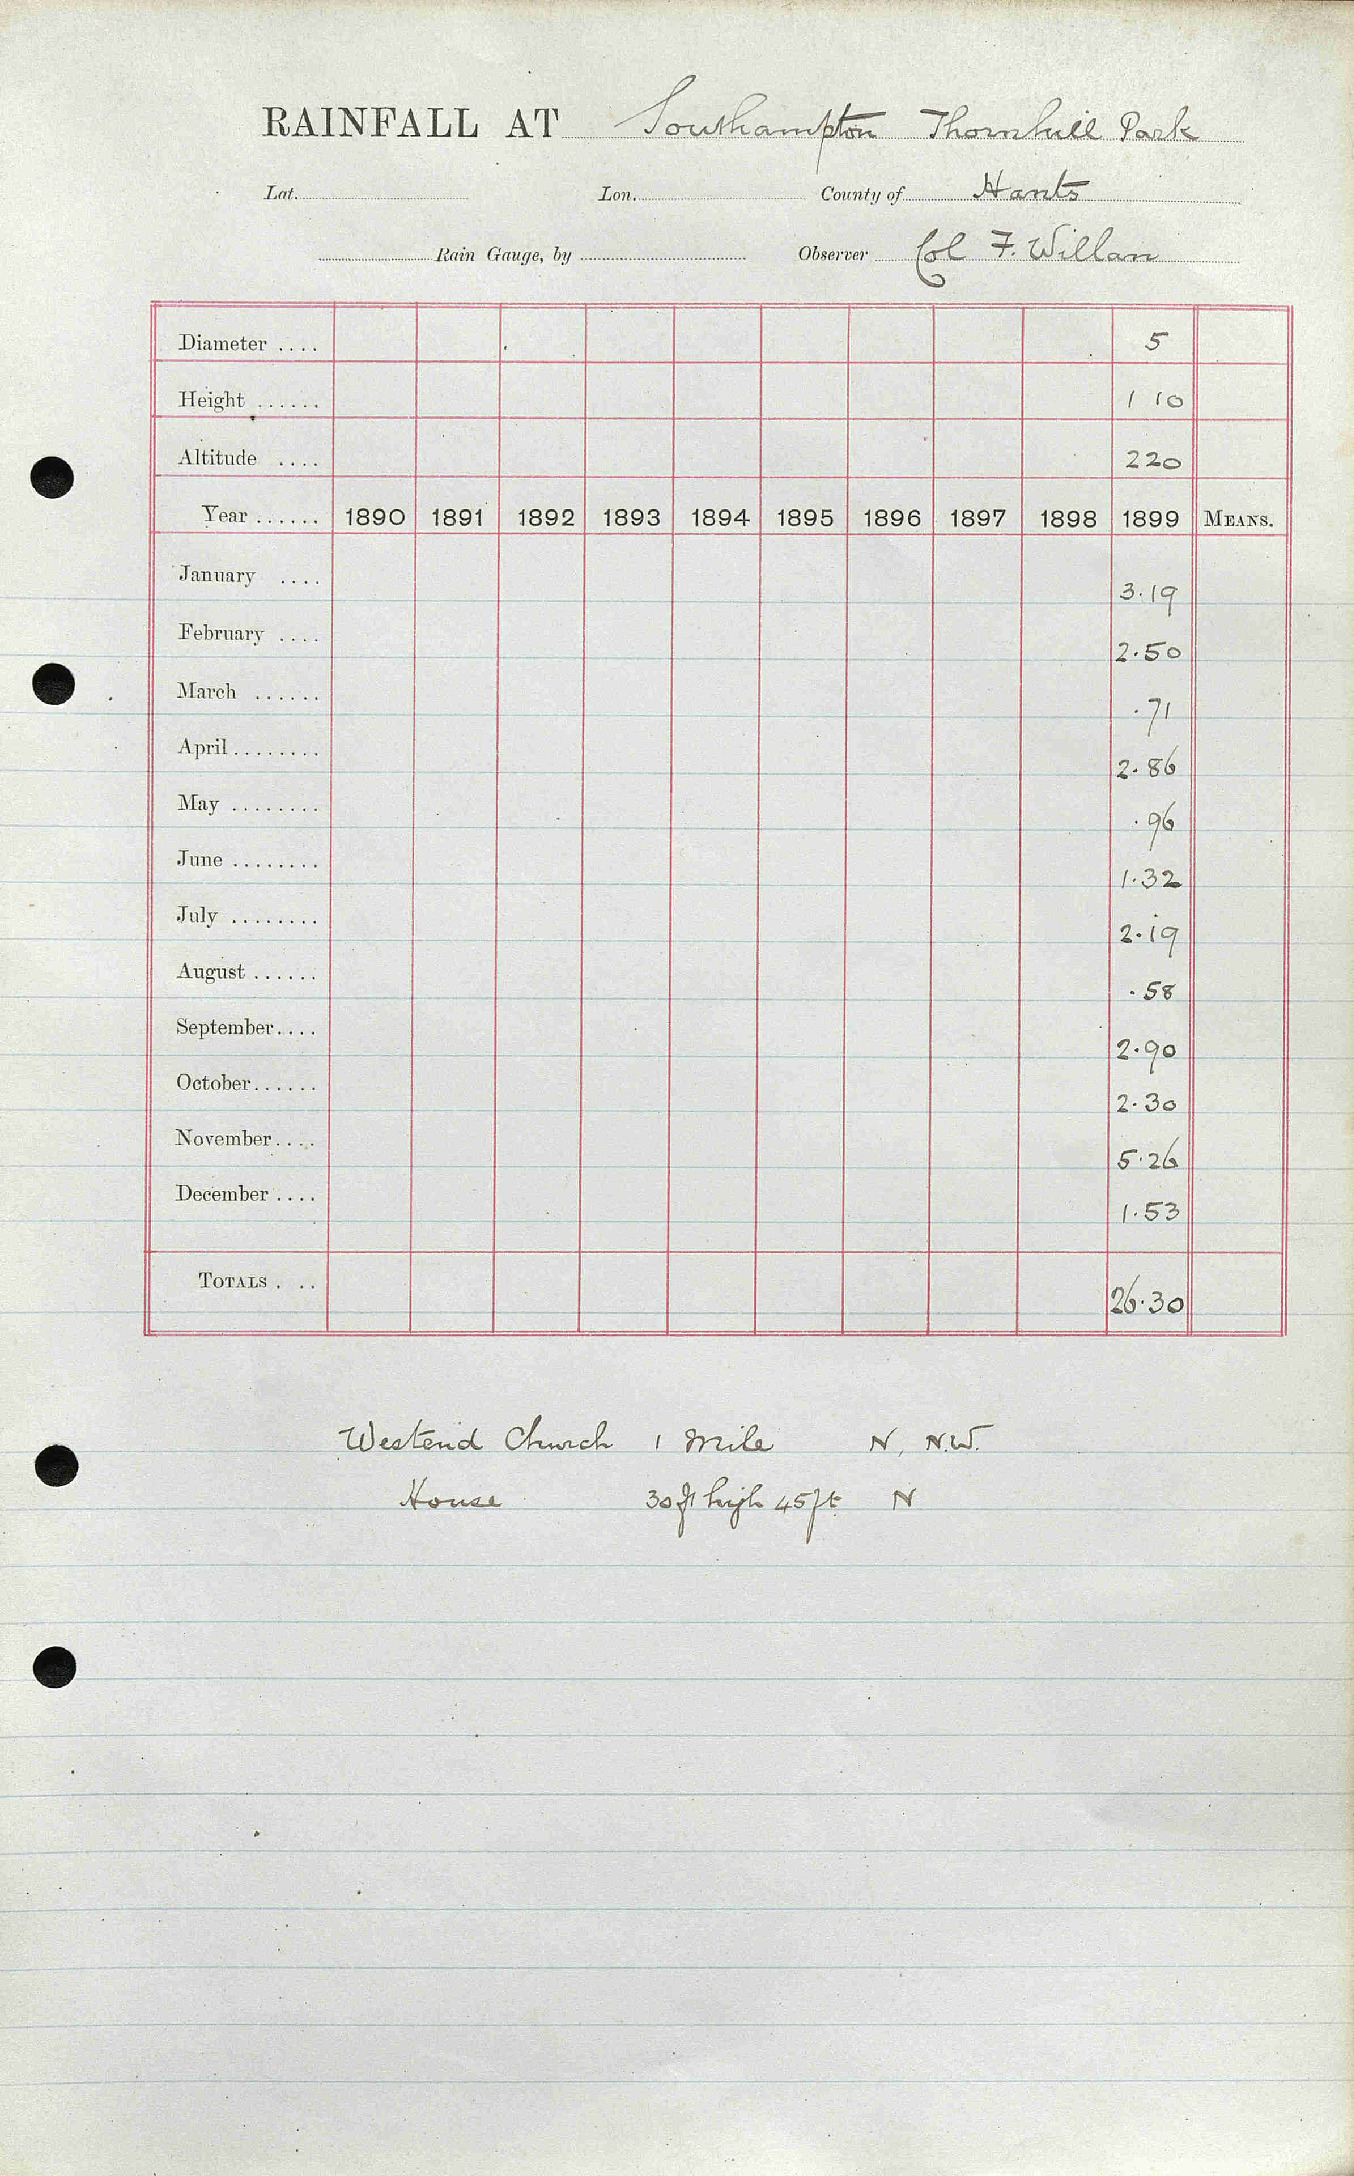 RAINFALL AT Southampton Thornhill Park
Lat. Lon. County of Hants
Rain Gauge, by Observer Col F. Willan
Diameter .... 5
Height ...... 1 10
Altitude .... 220
Year ...... 1890 1891 1892 1893 1894 1895 1896 1897 1898 1899 MEANS.
January .... 3.19
February .... 2.50
March ...... .71
April ........ 2.86
May ........ .96
June ........ 1.32
July ........ 2.19
August ...... .58
September.... 2.90
October...... 2.30
November.... 5.26
December .... 1.53
TOTALS . .. 26.30
Westend Church 1 mile N, N.W.
House 30 ft high 45 ft N